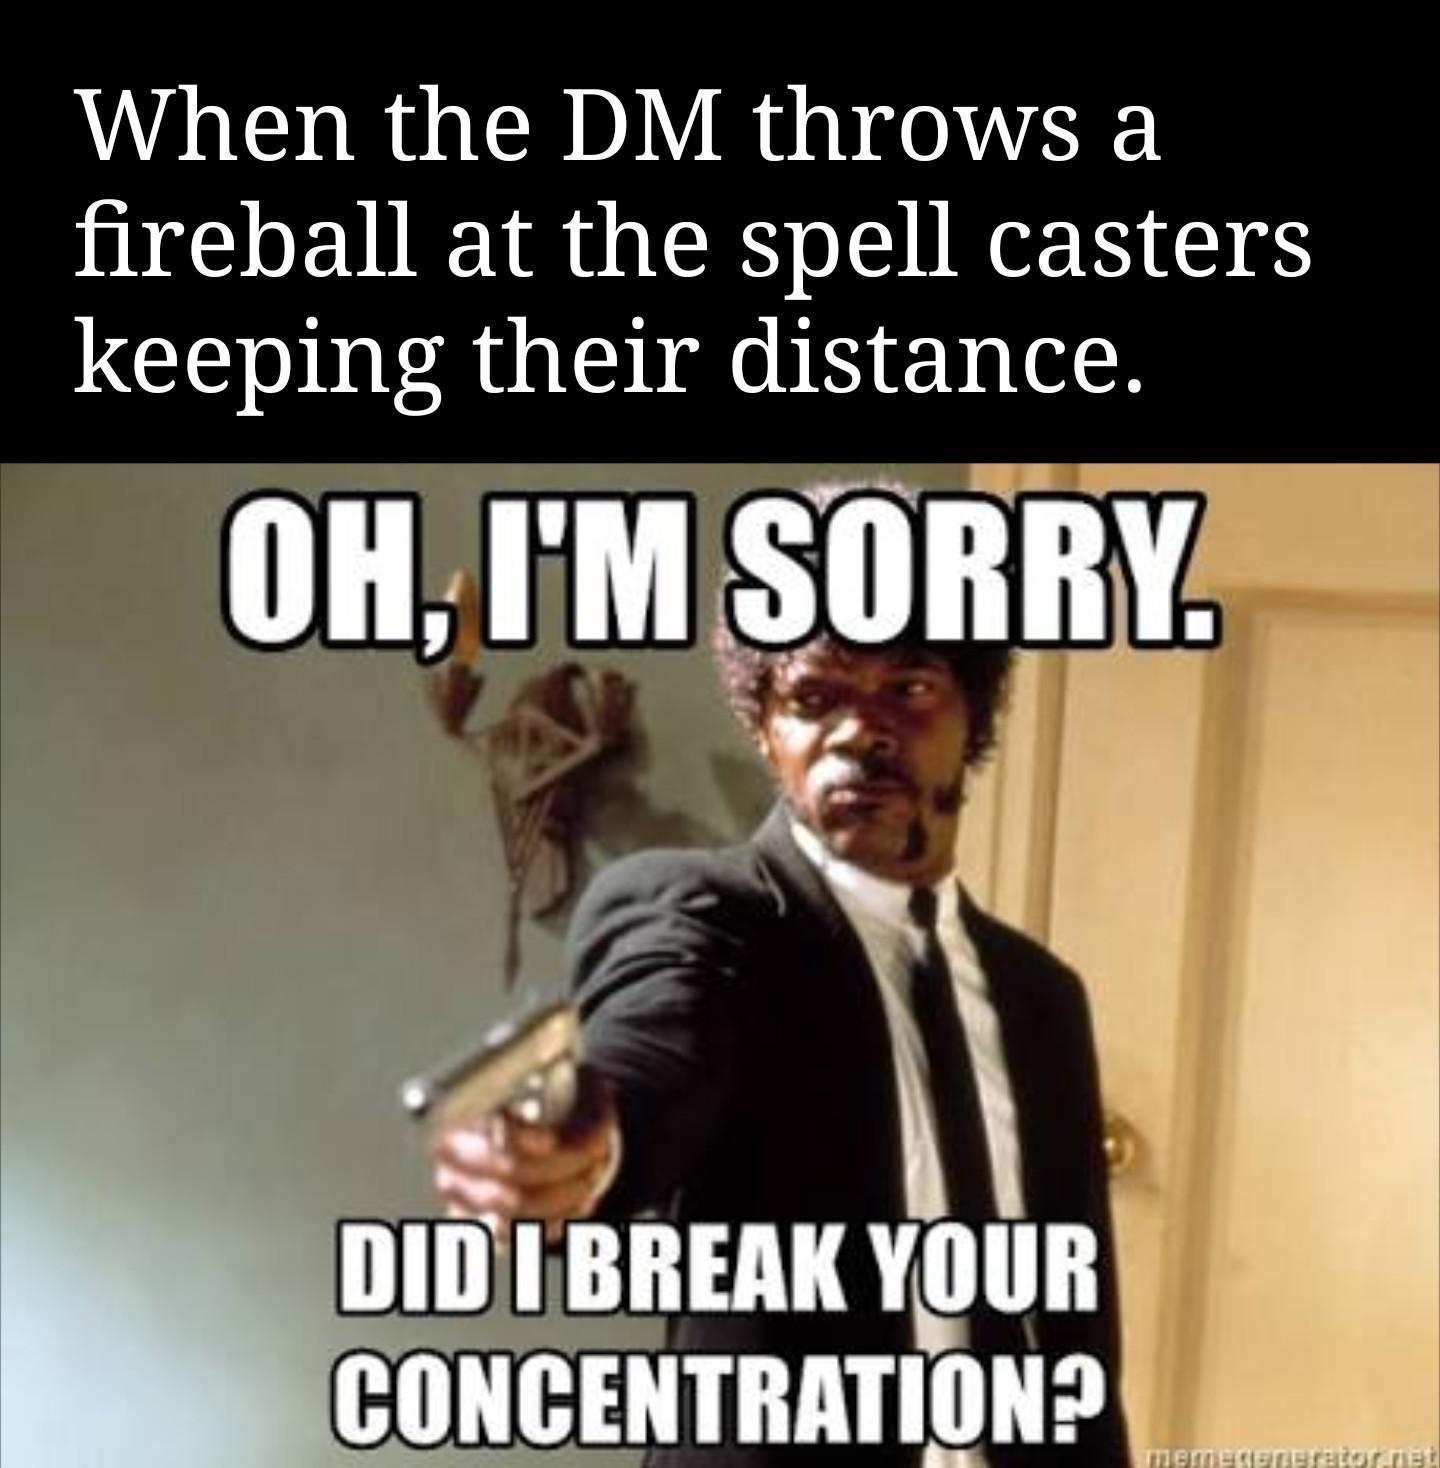 When the DM throws a
fireball at the spell casters
keeping their distance.
OH, I'M SORRY.
DID I BREAK YOUR
CONCENTRATION?
memegenerator.net